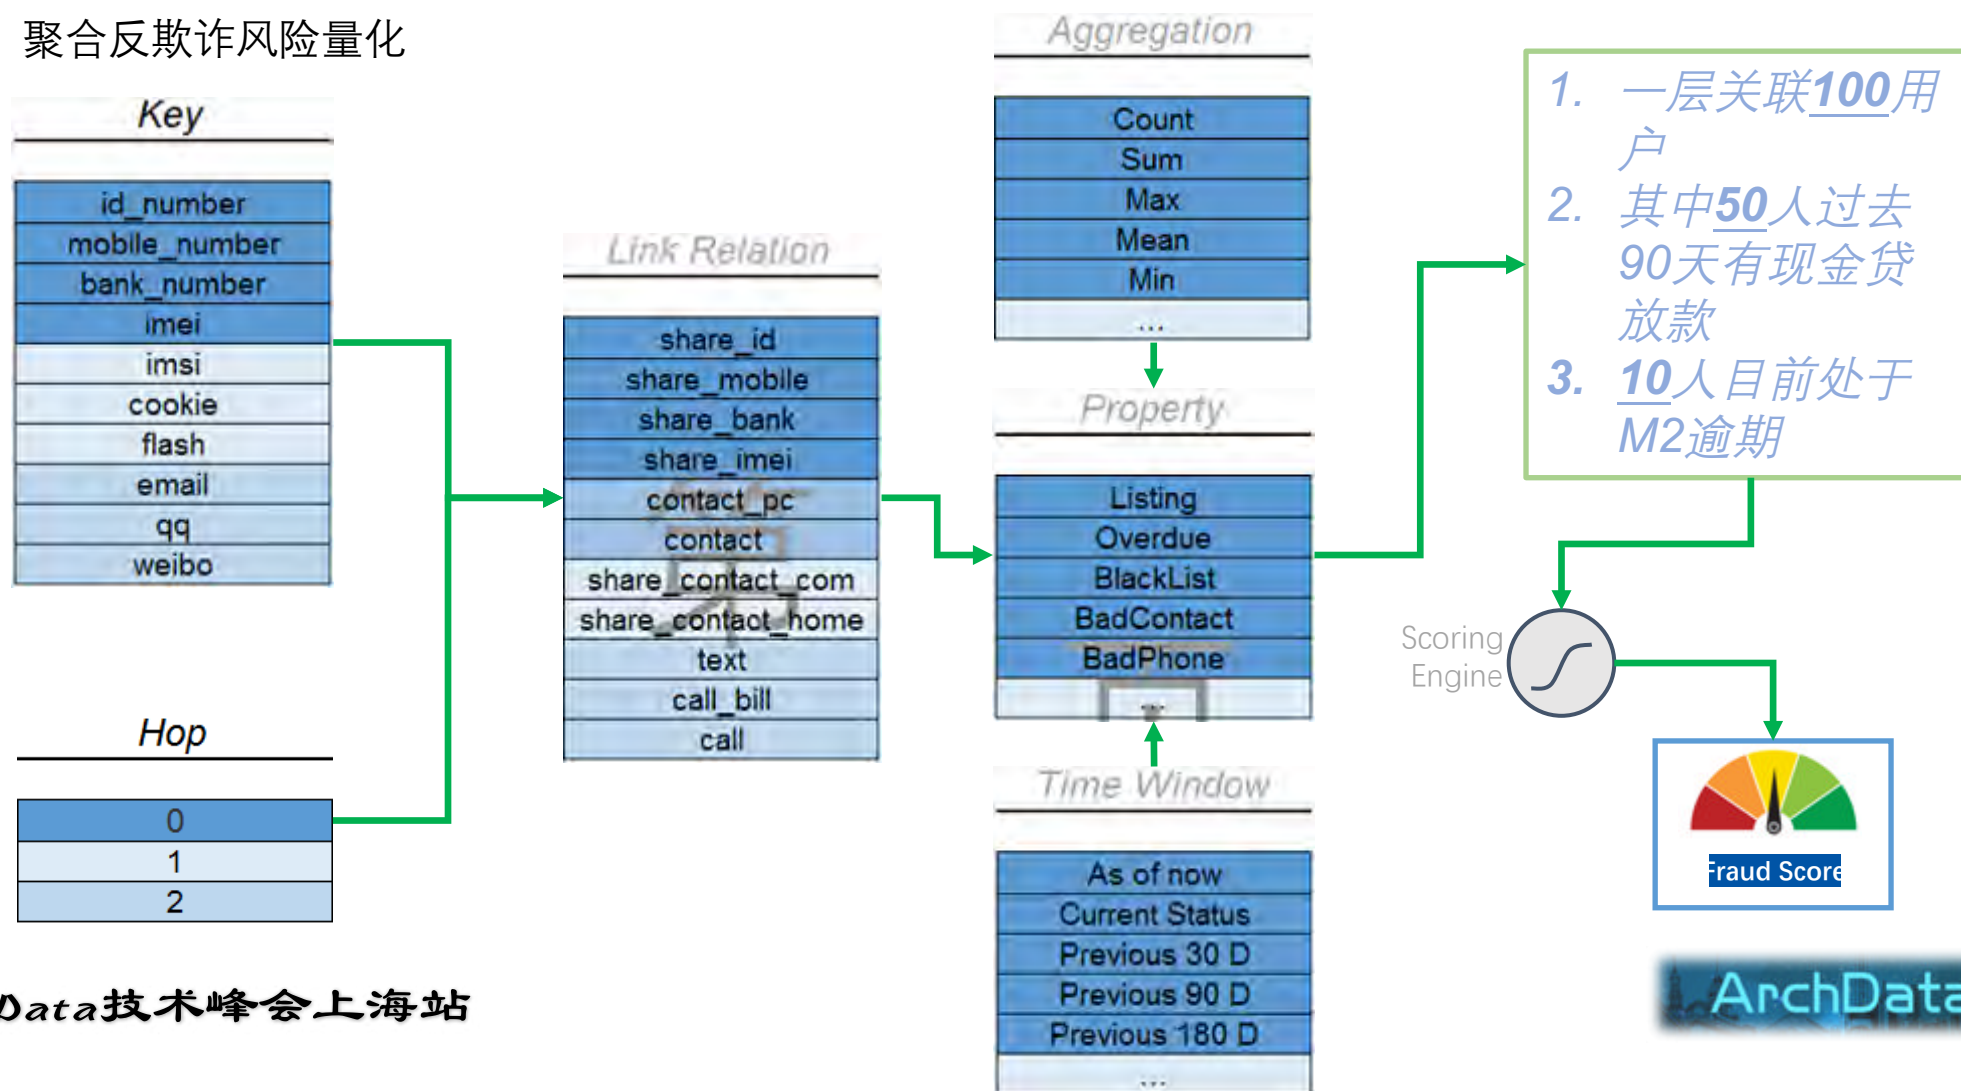 聚合反欺诈风险量化
Key
id_number
mobile_number
bank_number
imei
imsi
cookie
flash
email
qq
weibo
Hop
0
1
2
Link Relation
share_id
share_mobile
share_bank
share_imei
contact_pc
contact
share_contact_com
share_contact_home
text
call_bill
call
Aggregation
Count
Sum
Max
Mean
Min
...
Property
Listing
Overdue
BlackList
BadContact
BadPhone
...
Time Window
As of now
Current Status
Previous 30 D
Previous 90 D
Previous 180 D
...
1. 一层关联100用
户
2. 其中50人过去
90天有现金贷
放款
3. 10人目前处于
M2逾期
Scoring
Engine
Fraud Score
Data技术峰会上海站
ArchData